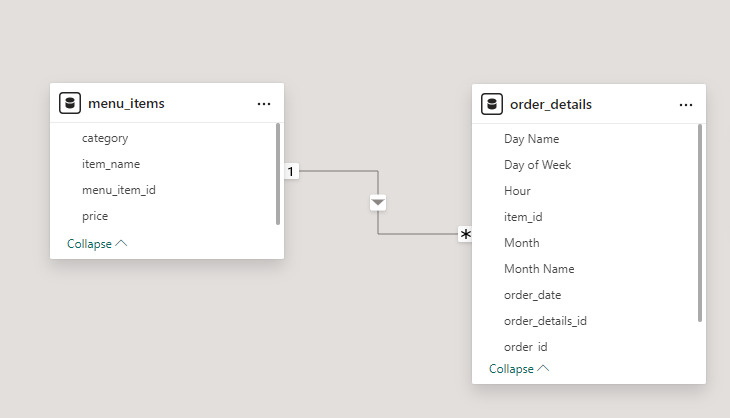 menu_items
category
item_name
menu_item_id
price
Collapse
1
*
order_details
Day Name
Day of Week
Hour
item_id
Month
Month Name
order_date
order_details_id
order_id
Collapse